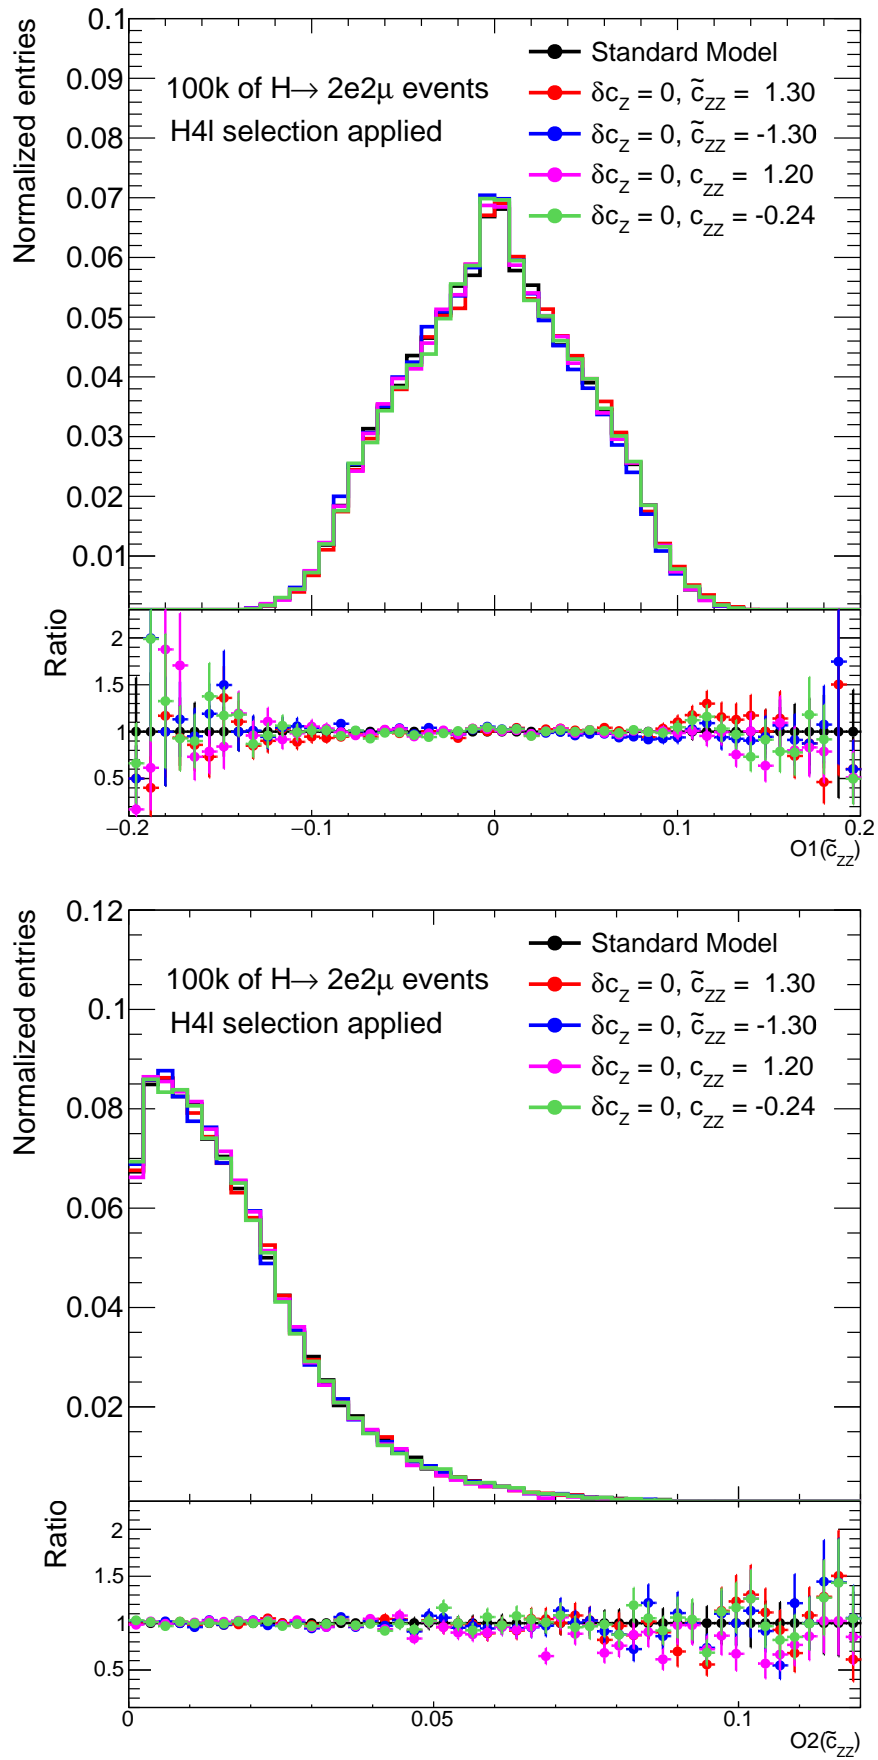 Normalized entries
0.1
0.09
0.08
0.07
0.06
0.05
0.04
0.03
0.02
0.01
100k of H→ 2e2μ events
H4l selection applied
Standard Model
δc_Z = 0, c̃_ZZ = 1.30
δc_Z = 0, c̃_ZZ = -1.30
δc_Z = 0, c_ZZ = 1.20
δc_Z = 0, c_ZZ = -0.24
Ratio
2
1.5
1
0.5
−0.2 −0.1 0 0.1 0.2
O1(c̃_ZZ)
Normalized entries
0.12
0.1
0.08
0.06
0.04
0.02
100k of H→ 2e2μ events
H4l selection applied
Standard Model
δc_Z = 0, c̃_ZZ = 1.30
δc_Z = 0, c̃_ZZ = -1.30
δc_Z = 0, c_ZZ = 1.20
δc_Z = 0, c_ZZ = -0.24
Ratio
2
1.5
1
0.5
0 0.05 0.1
O2(c̃_ZZ)